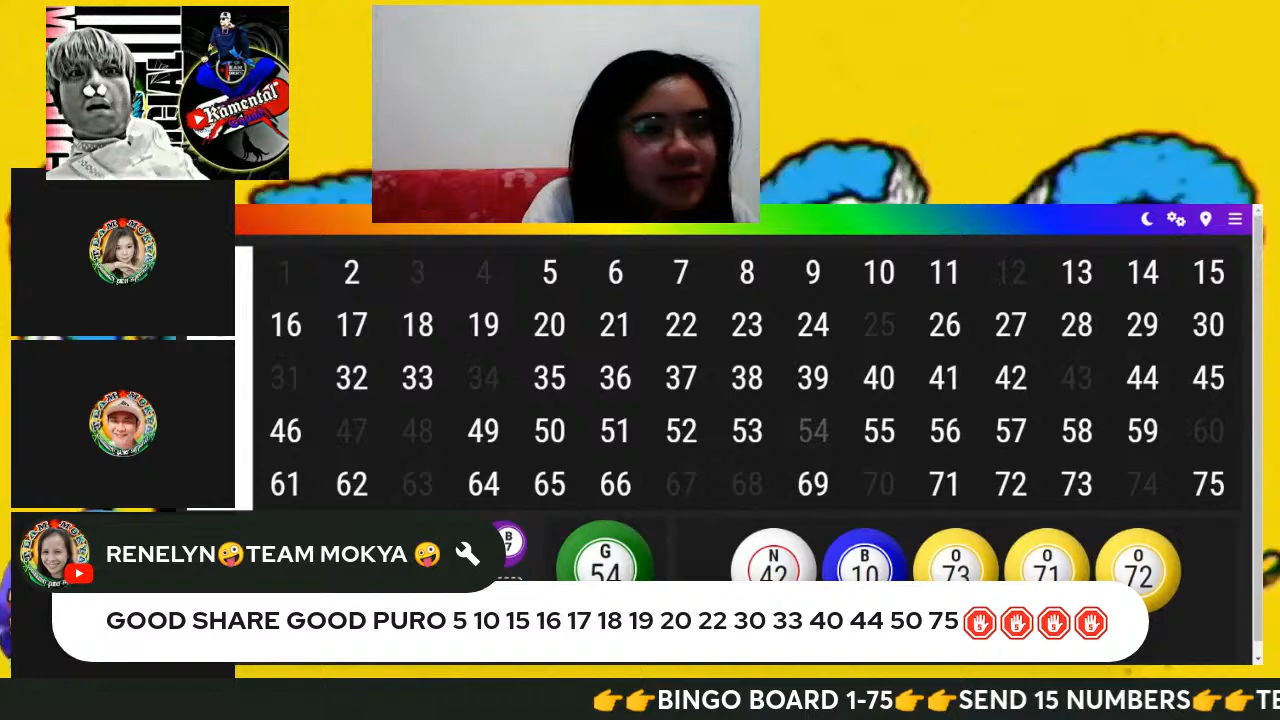 Kamental
1 2 3 4 5 6 7 8 9 10 11 12 13 14 15
16 17 18 19 20 21 22 23 24 25 26 27 28 29 30
31 32 33 34 35 36 37 38 39 40 41 42 43 44 45
46 47 48 49 50 51 52 53 54 55 56 57 58 59 60
61 62 63 64 65 66 67 68 69 70 71 72 73 74 75
B 7
G 54
N 42
B 10
O 73
O 71
O 72
RENELYN🤪TEAM MOKYA 🤪
GOOD SHARE GOOD PURO 5 10 15 16 17 18 19 20 22 30 33 40 44 50 75
👉👉BINGO BOARD 1-75👉👉SEND 15 NUMBERS👉👉TE